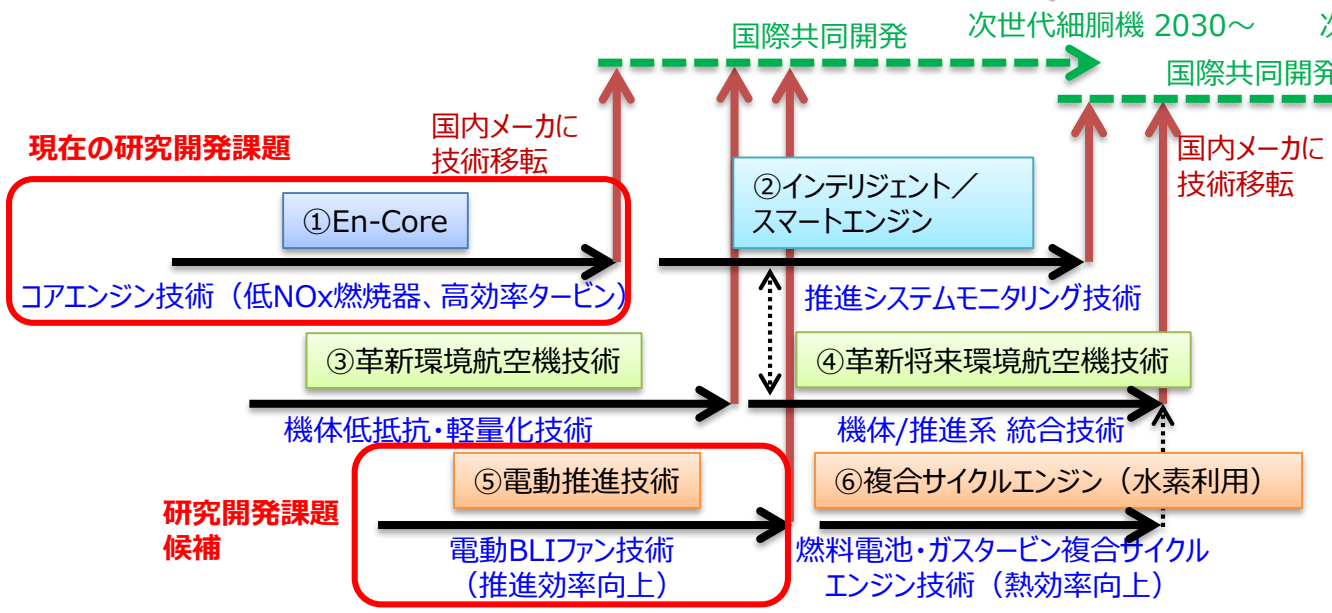 次世代細胴機 2030～
次
国際共同開発
国際共同開発
国内メーカに
技術移転
国内メーカに
技術移転
現在の研究開発課題
①En-Core
②インテリジェント／
スマートエンジン
コアエンジン技術（低NOx燃焼器、高効率タービン）
推進システムモニタリング技術
③革新環境航空機技術
④革新将来環境航空機技術
機体低抵抗・軽量化技術
機体/推進系 統合技術
⑤電動推進技術
⑥複合サイクルエンジン（水素利用）
研究開発課題
候補
電動BLIファン技術
（推進効率向上）
燃料電池・ガスタービン複合サイクル
エンジン技術（熱効率向上）